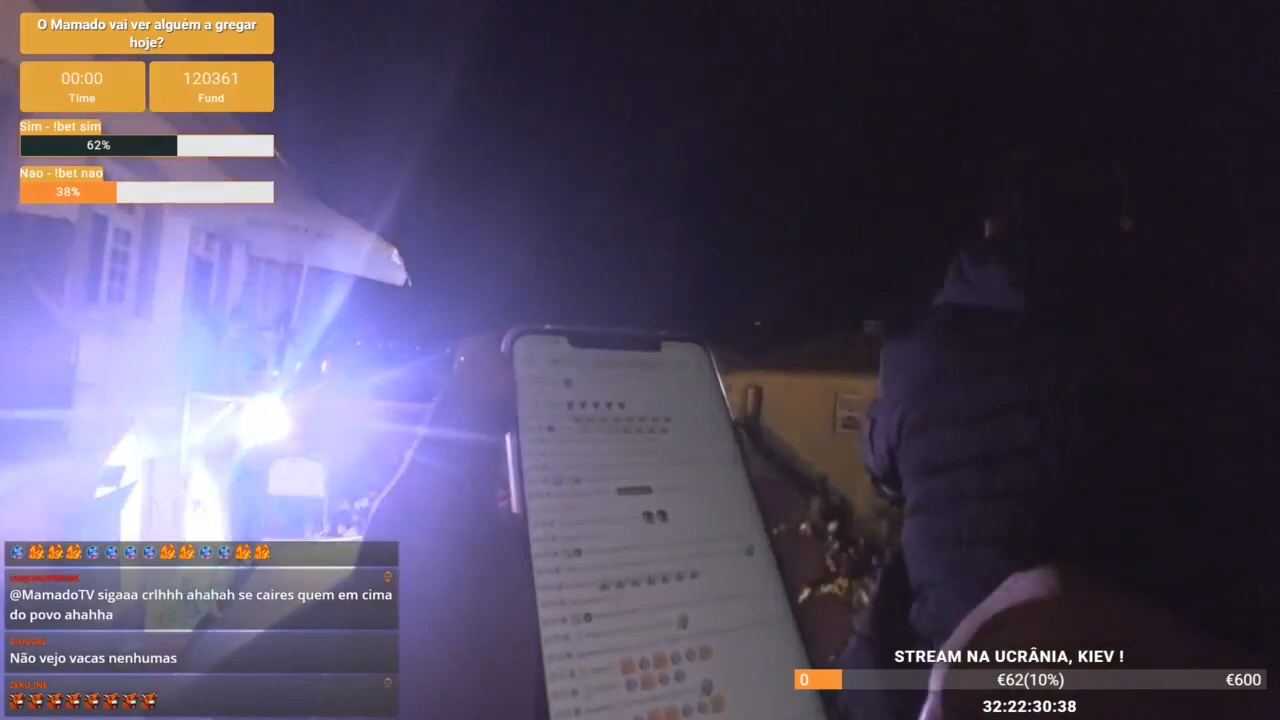 O Mamado vai ver alguém a gregar
hoje?
00:00
Time
120361
Fund
Sim - !bet sim
62%
Nao - !bet nao
38%
@MamadoTV sigaaa crlhhh ahahah se caires quem em cima
do povo ahahha
Não vejo vacas nenhumas
ZEKO_INE
STREAM NA UCRÂNIA, KIEV !
0
€62(10%)
€600
32:22:30:38